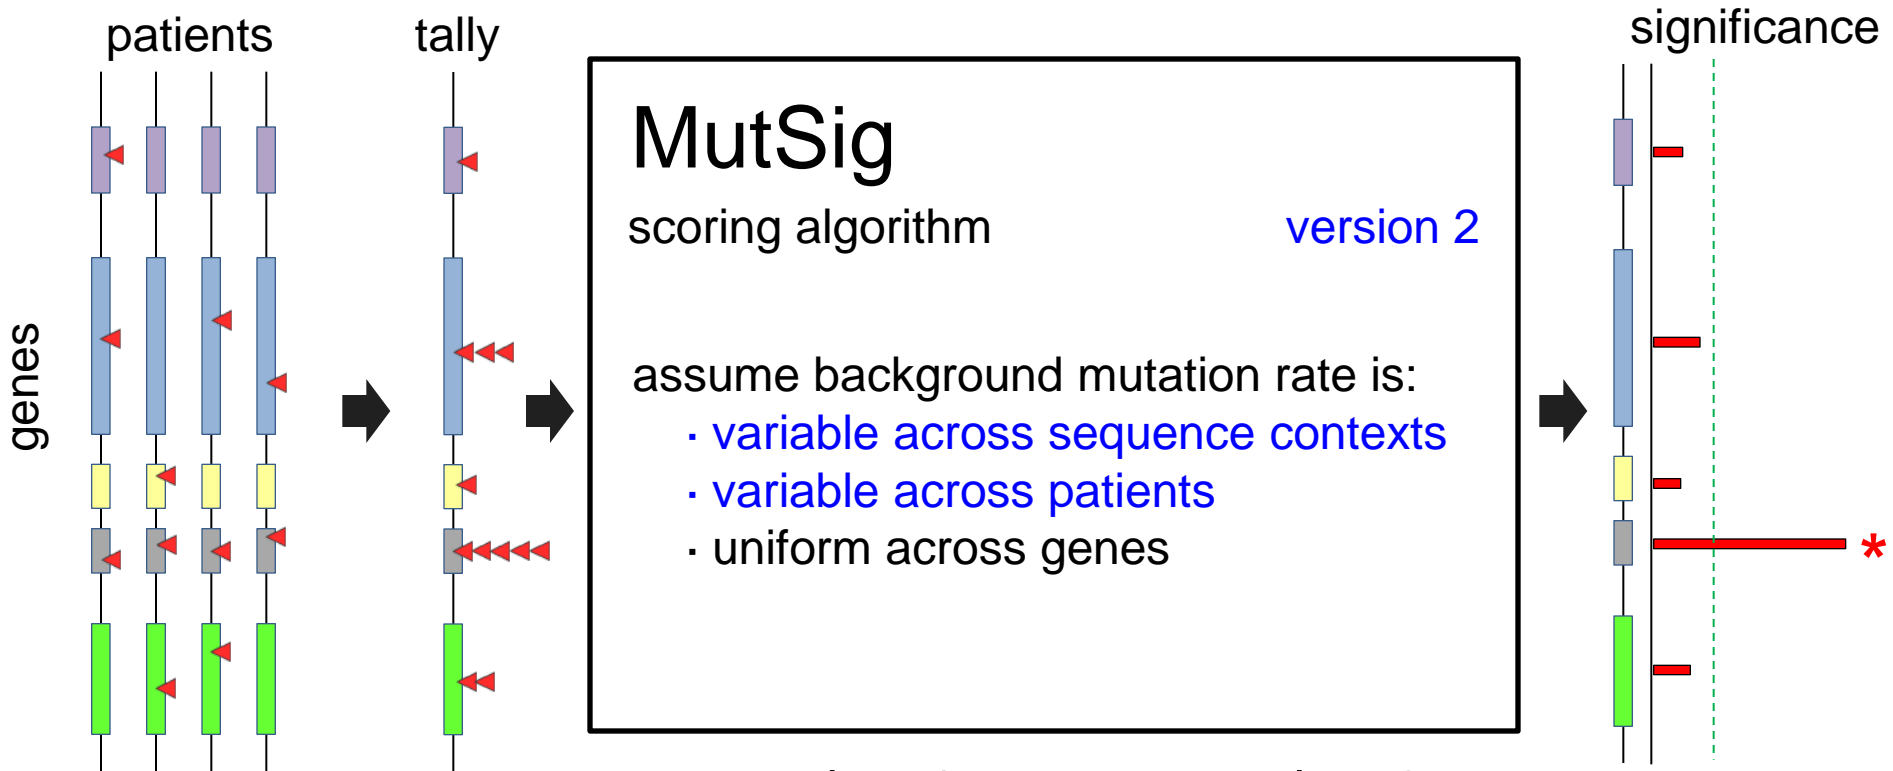 patients
tally
significance
genes
MutSig
scoring algorithm version 2
assume background mutation rate is:
· variable across sequence contexts
· variable across patients
· uniform across genes
*